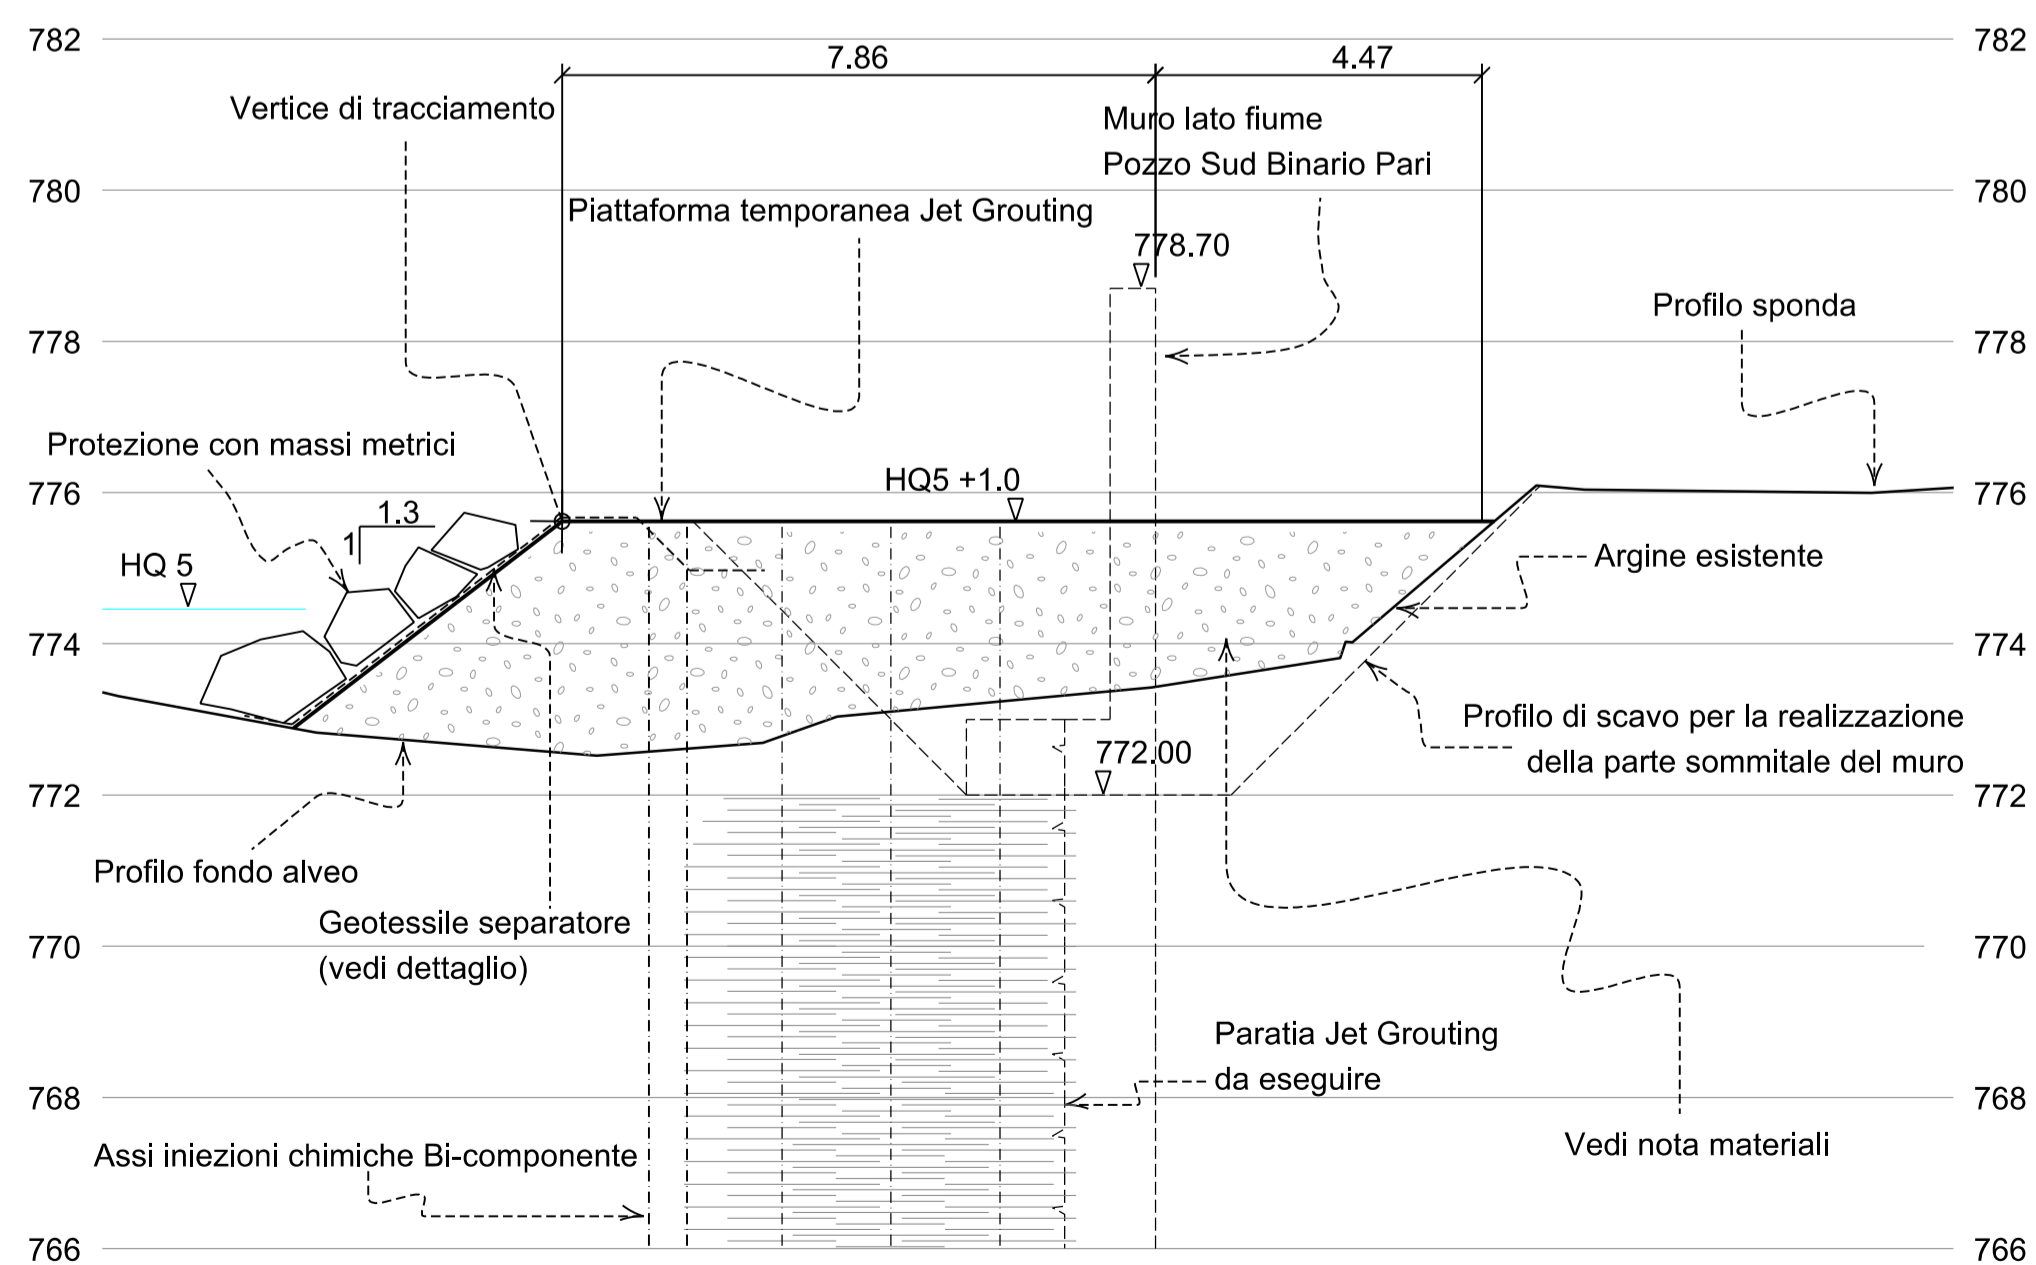 782
782
7.86
4.47
Vertice di tracciamento
Muro lato fiume
Pozzo Sud Binario Pari
780
780
Piattaforma temporanea Jet Grouting
778.70
Profilo sponda
778
778
Protezione con massi metrici
HQ5 +1.0
776
776
1.3
1
HQ 5
Argine esistente
774
774
Profilo di scavo per la realizzazione
della parte sommitale del muro
772.00
772
772
Profilo fondo alveo
Geotessile separatore
(vedi dettaglio)
770
770
Paratia Jet Grouting
da eseguire
768
768
Vedi nota materiali
Assi iniezioni chimiche Bi-componente
766
766